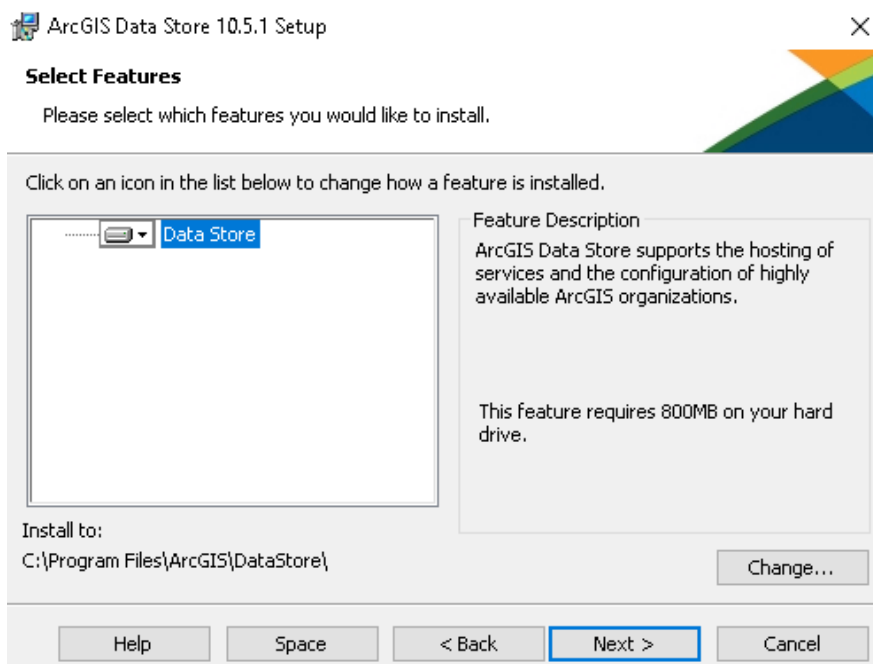 ArcGIS Data Store 10.5.1 Setup
Select Features
Please select which features you would like to install.
Click on an icon in the list below to change how a feature is installed.
Data Store
Feature Description
ArcGIS Data Store supports the hosting of
services and the configuration of highly
available ArcGIS organizations.
This feature requires 800MB on your hard
drive.
Install to:
C:\Program Files\ArcGIS\DataStore\
Change...
Help
Space
< Back
Next >
Cancel